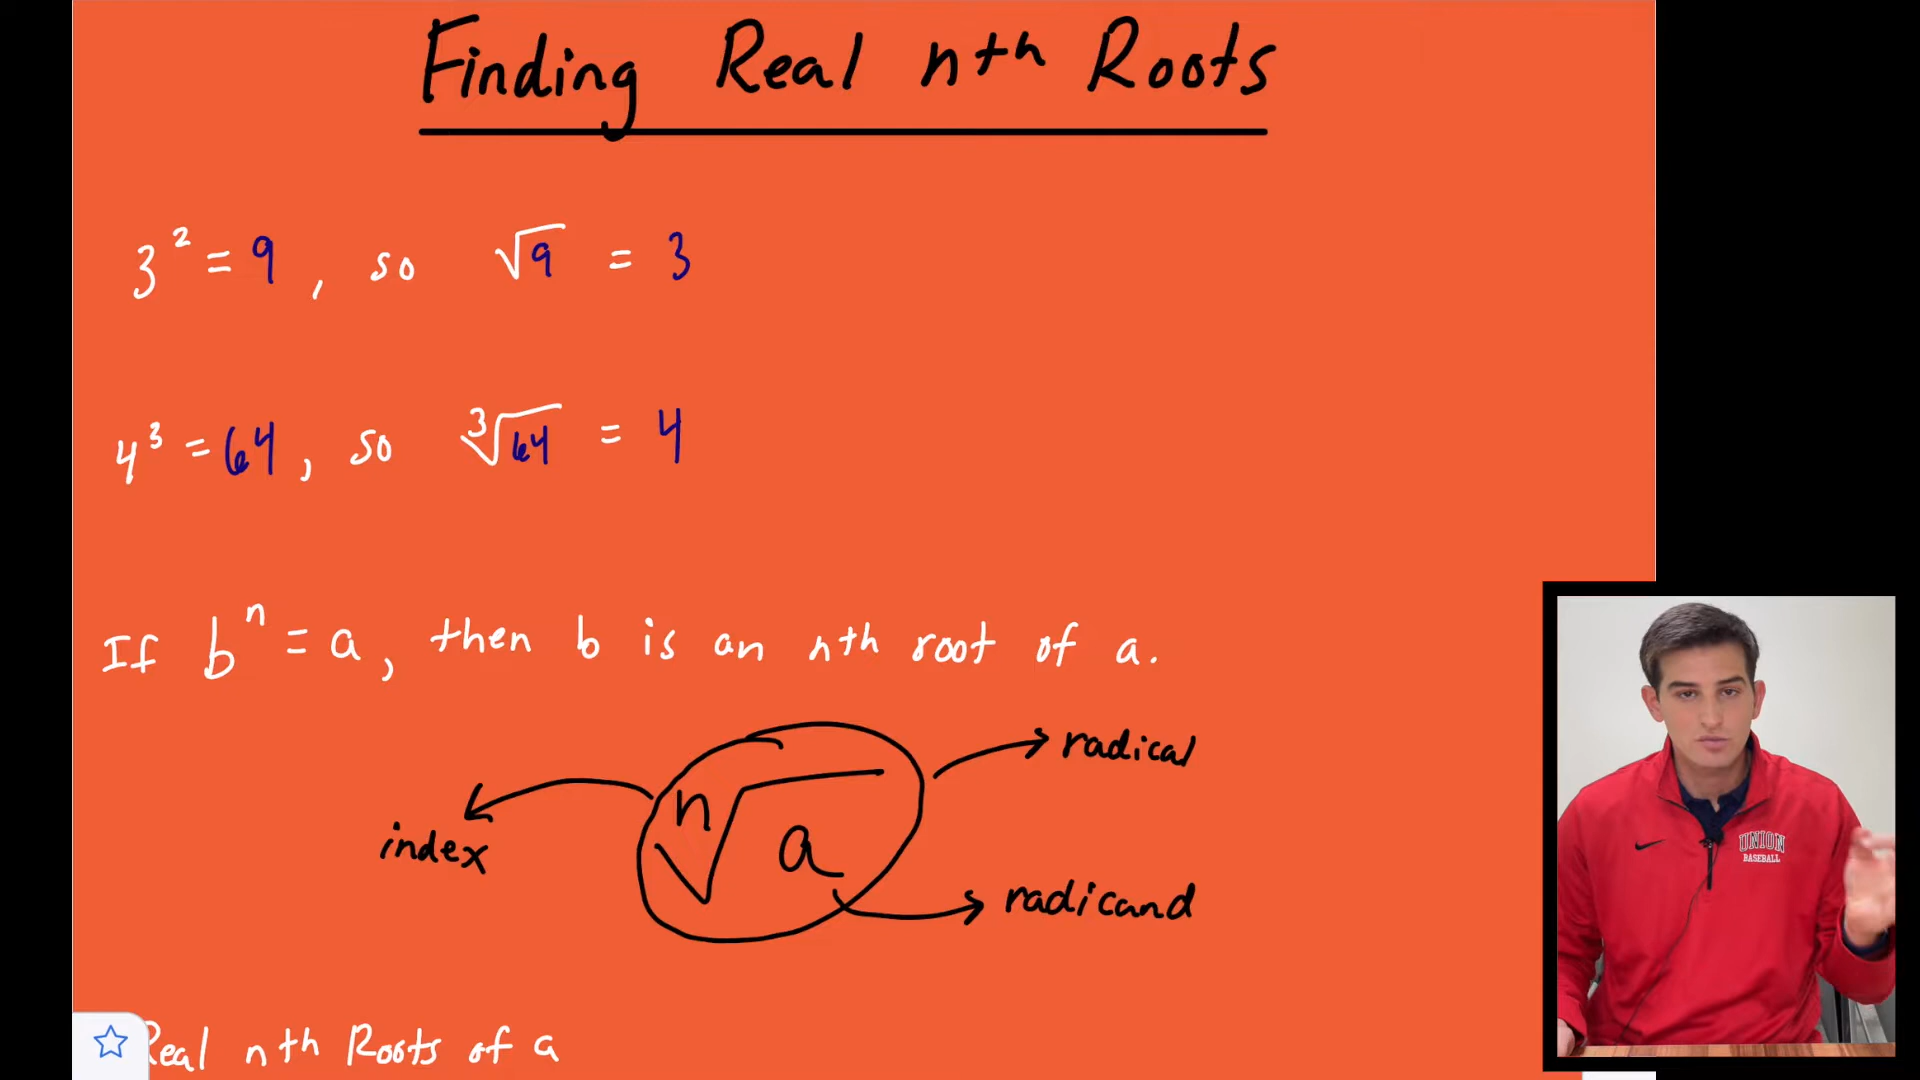 Finding Real nth Roots
3² = 9, so √9 = 3
4³ = 64, so ∛64 = 4
If bⁿ = a, then b is an nth root of a.
radical
index
ⁿ√a
radicand
Real nth Roots of a
UNION
BASEBALL